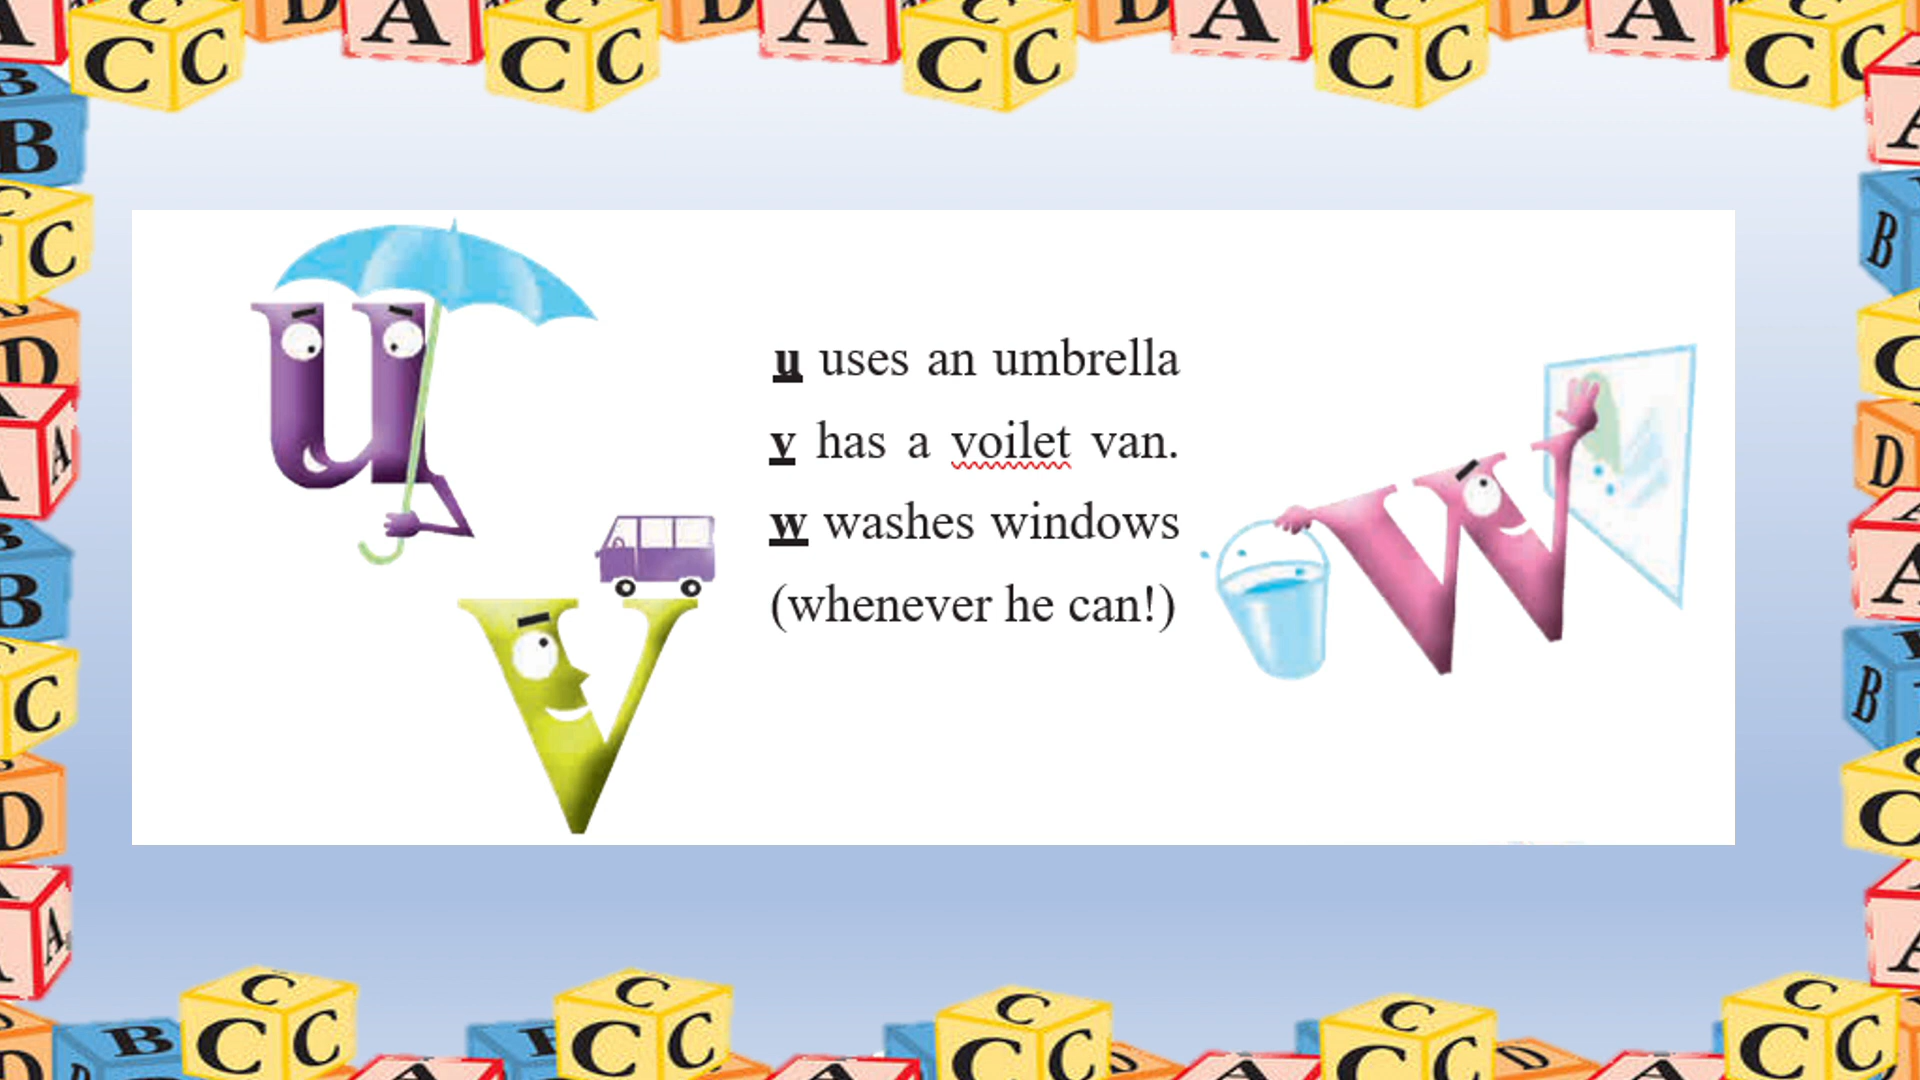 u uses an umbrella
v has a voilet van.
w washes windows
(whenever he can!)